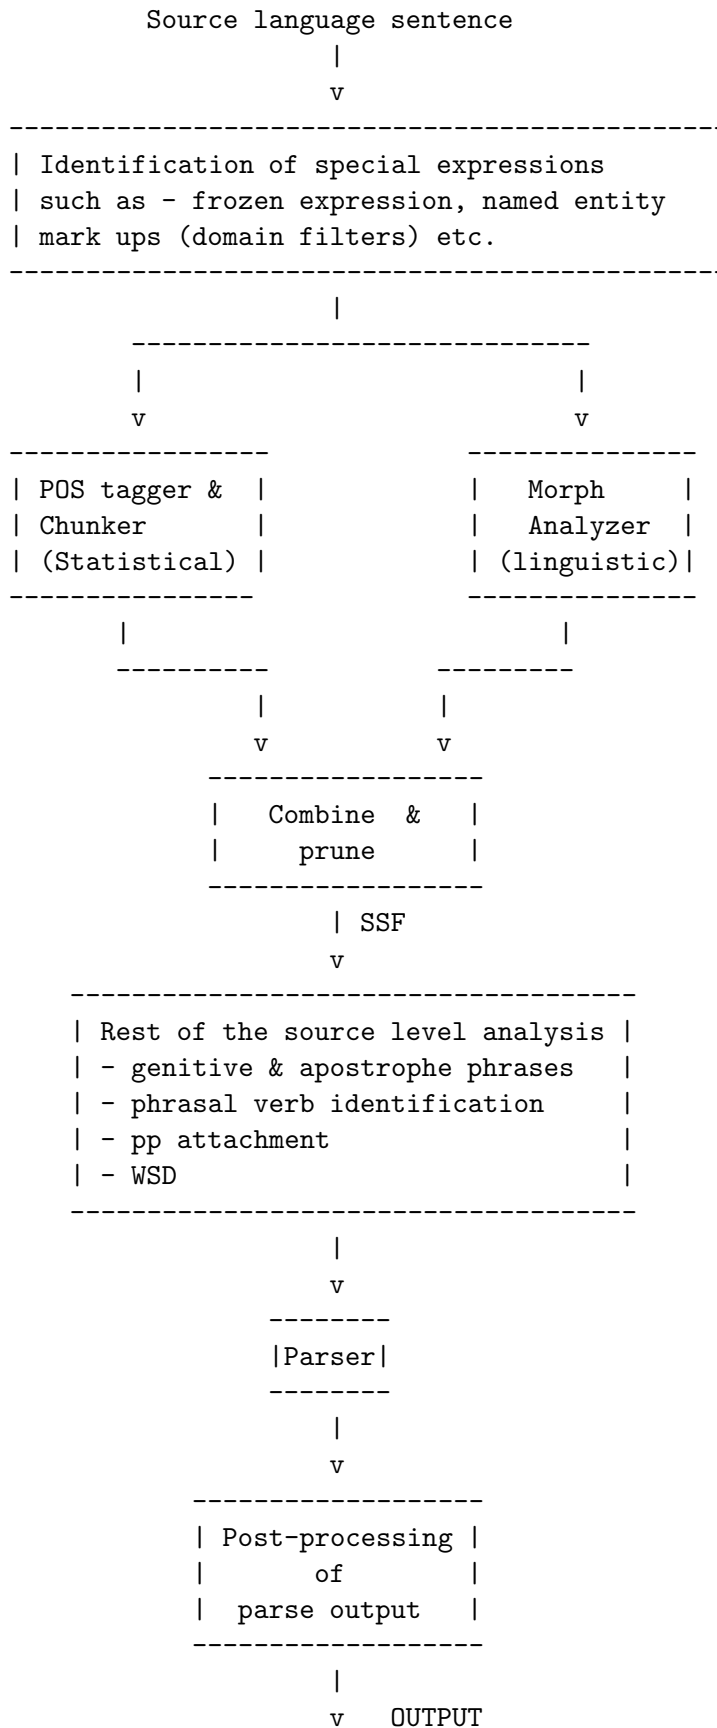 Source language sentence
|
v
-----------------------------------------------
| Identification of special expressions
| such as - frozen expression, named entity
| mark ups (domain filters) etc.
-----------------------------------------------
|
------------------------------
| |
v v
----------------- ---------------
| POS tagger & | | Morph |
| Chunker | | Analyzer |
| (Statistical) | | (linguistic)|
---------------- ---------------
| |
---------- ---------
| |
v v
------------------
| Combine & |
| prune |
------------------
| SSF
v
-------------------------------------
| Rest of the source level analysis |
| - genitive & apostrophe phrases |
| - phrasal verb identification |
| - pp attachment |
| - WSD |
-------------------------------------
|
v
--------
|Parser|
--------
|
v
-------------------
| Post-processing |
| of |
| parse output |
-------------------
|
v OUTPUT